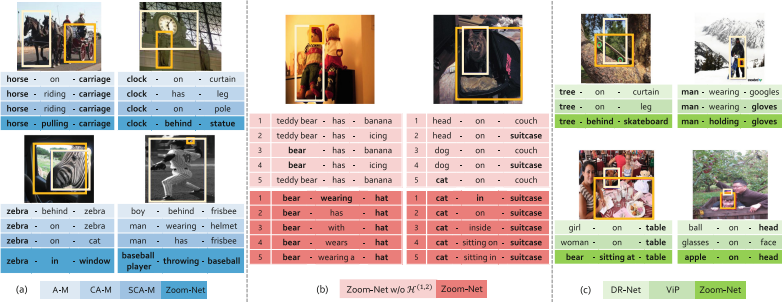 horse - on - carriage
horse - riding - carriage
horse - riding - carriage
horse - pulling - carriage
clock - on - curtain
clock - has - leg
clock - on - pole
clock - behind - statue
zebra - behind - zebra
zebra - on - zebra
zebra - on - cat
zebra - in - window
boy - behind - frisbee
man - wearing - helmet
man - has - frisbee
baseball player - throwing - baseball
(a) A-M CA-M SCA-M Zoom-Net
1 teddy bear - has - banana
2 teddy bear - has - icing
3 bear - has - banana
4 bear - has - icing
5 teddy bear - has - banana
1 bear - wearing - hat
2 bear - has - hat
3 bear - with - hat
4 bear - wears - hat
5 bear - wearing a - hat
1 head - on - couch
2 head - on - suitcase
3 dog - on - couch
4 dog - on - suitcase
5 cat - on - couch
1 cat - in - suitcase
2 cat - on - suitcase
3 cat - inside - suitcase
4 cat - sitting on - suitcase
5 cat - sitting in - suitcase
(b) Zoom-Net w/o ℋ(1,2) Zoom-Net
tree - on - curtain
tree - on - leg
tree - behind - skateboard
man - wearing - googles
man - wearing - gloves
man - holding - gloves
girl - on - table
woman - on - table
bear - sitting at - table
ball - on - head
glasses - on - face
apple - on - head
(c) DR-Net ViP Zoom-Net